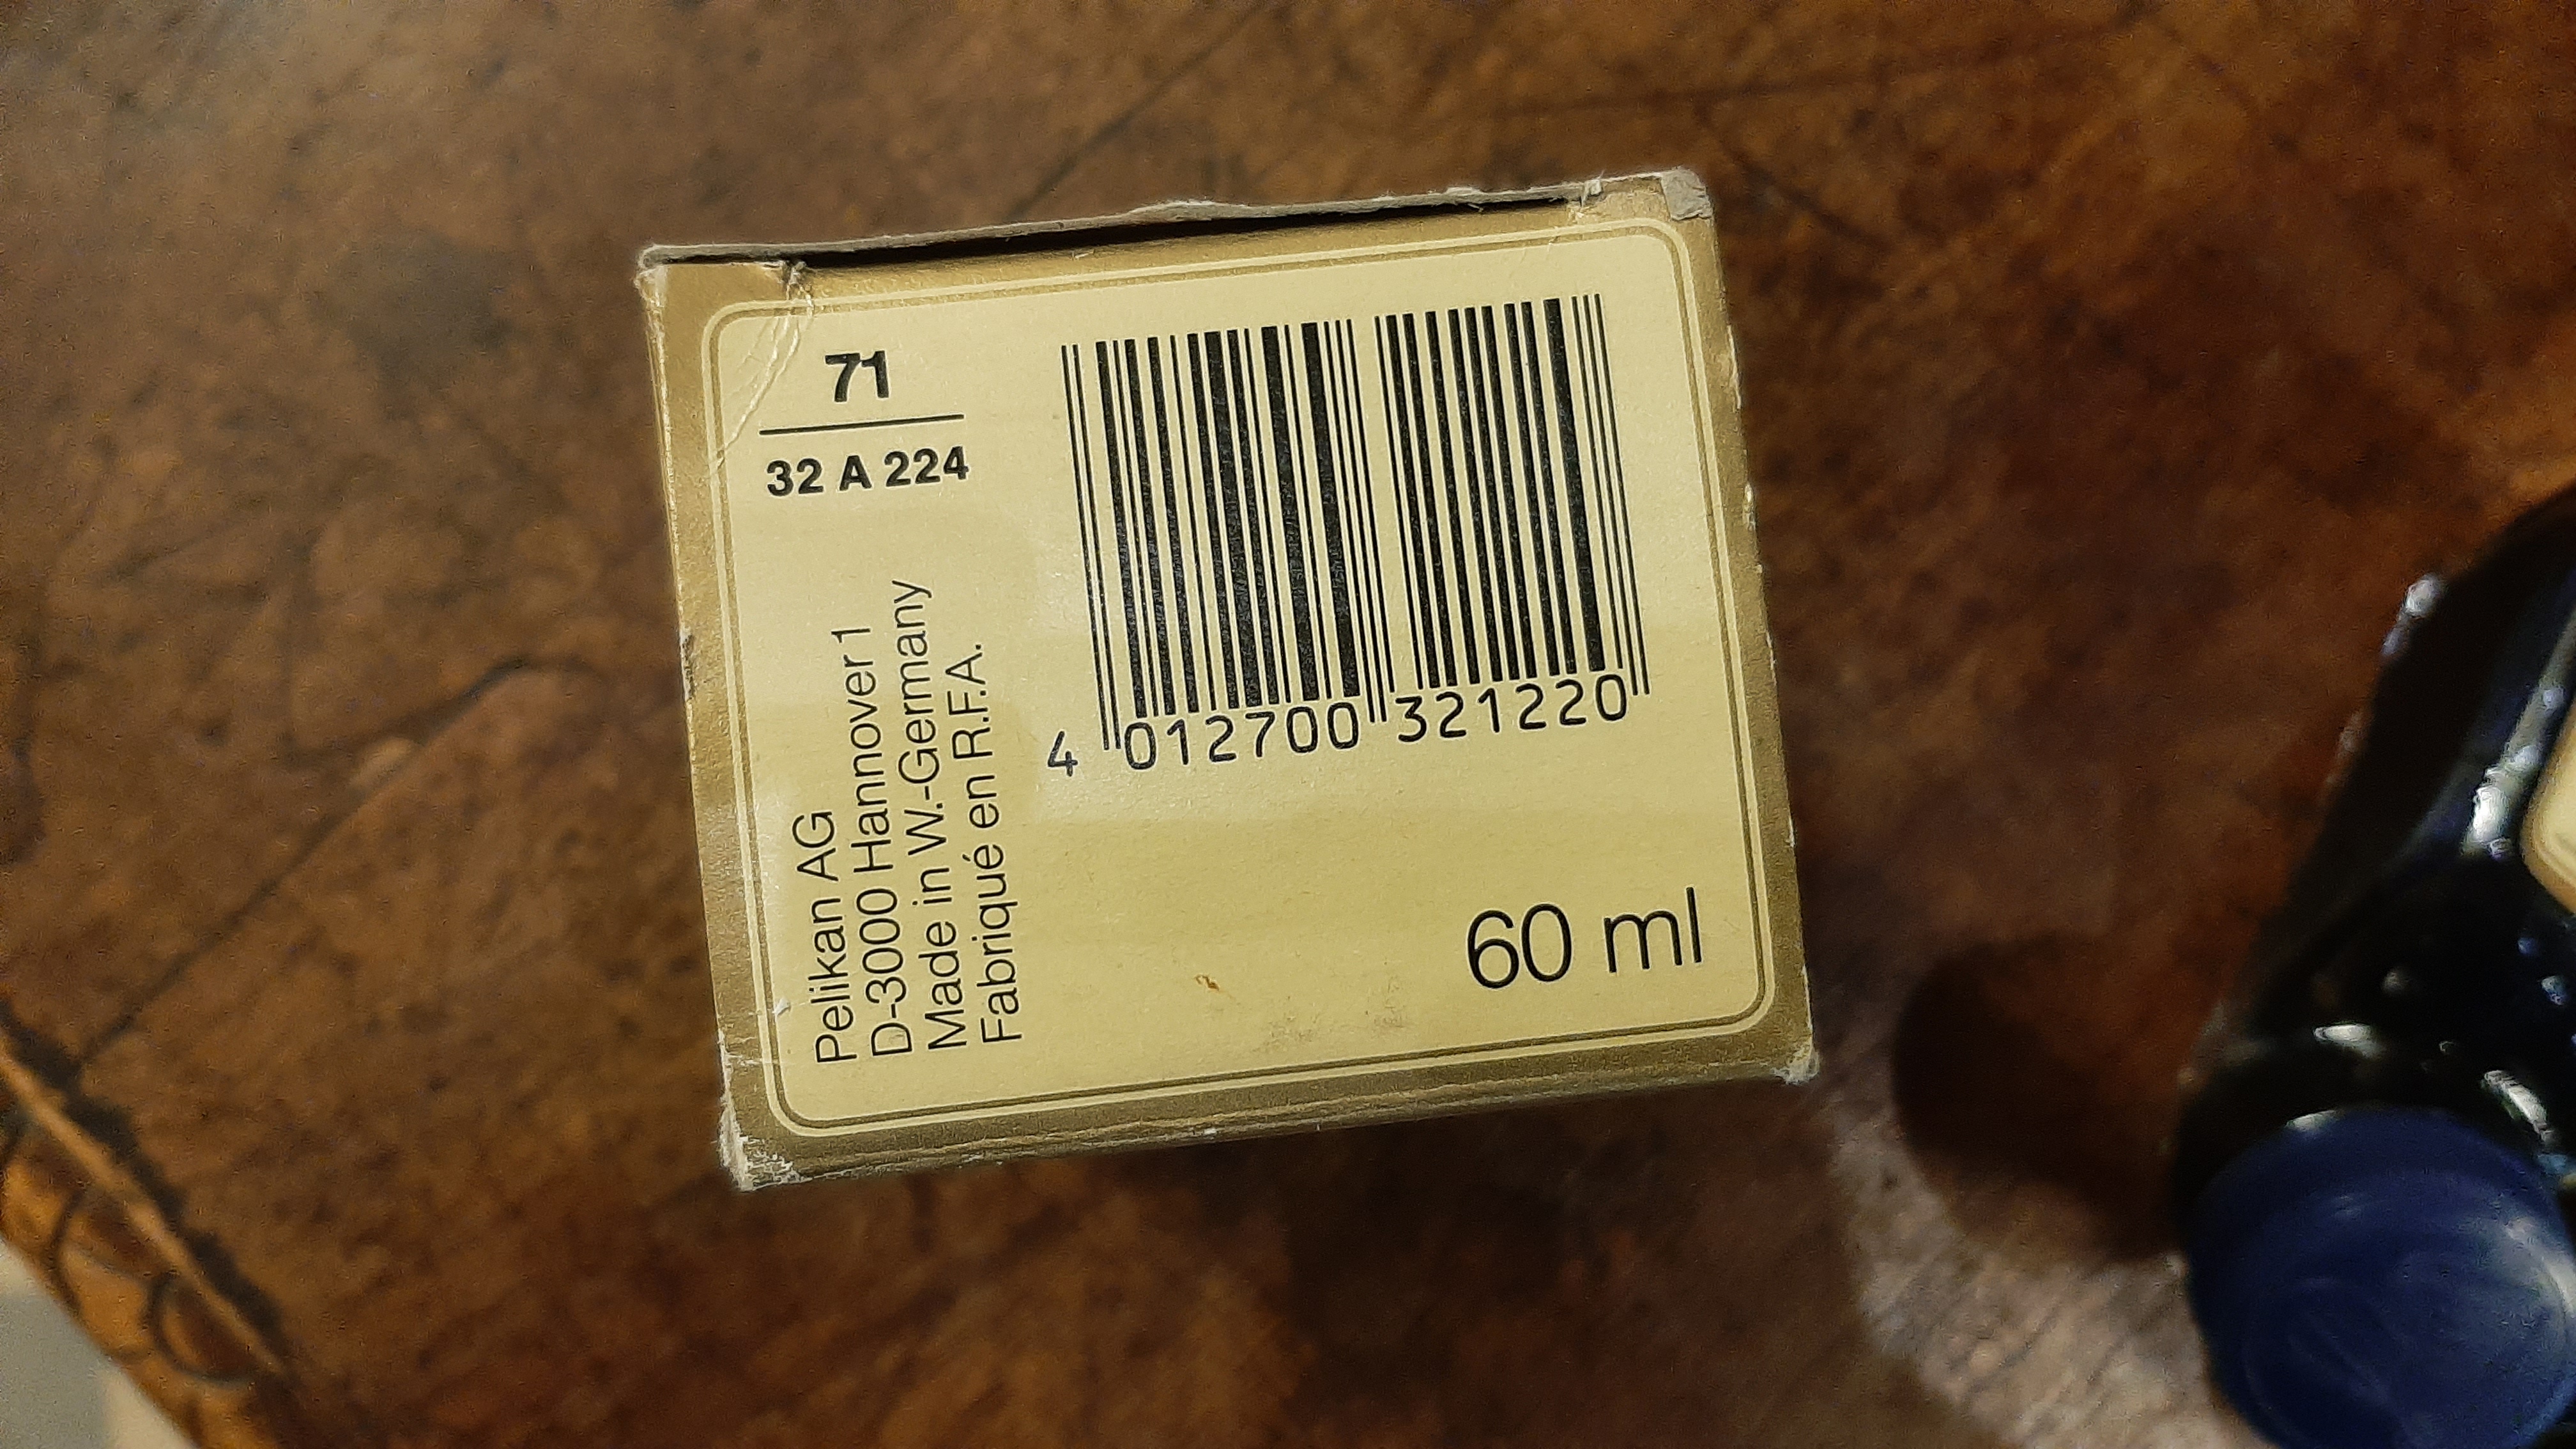 71
32 A 224
4 012700 321220
Pelikan AG
D-3000 Hannover 1
Made in W.-Germany
Fabriqué en R.F.A.
60 ml